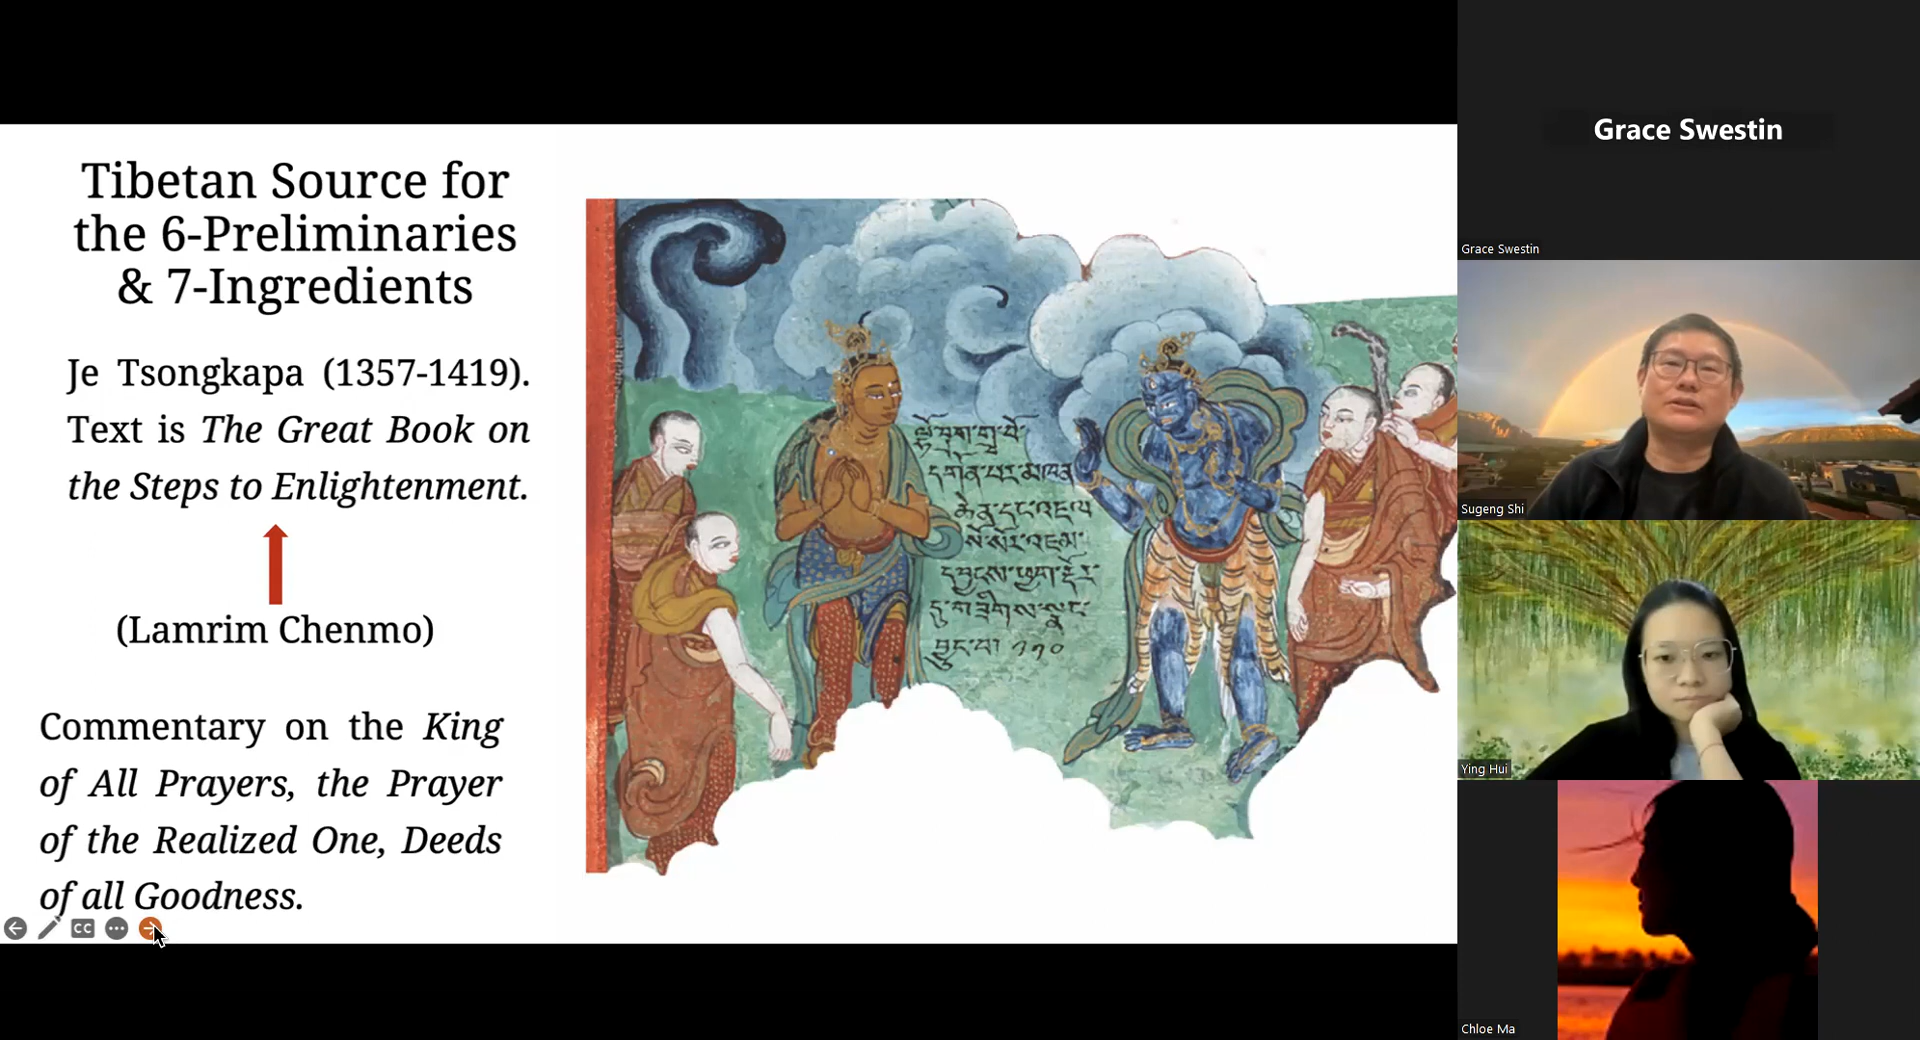 Tibetan Source for
the 6-Preliminaries
& 7-Ingredients
Je Tsongkapa (1357-1419).
Text is The Great Book on
the Steps to Enlightenment.
(Lamrim Chenmo)
Commentary on the King
of All Prayers, the Prayer
of the Realized One, Deeds
of all Goodness.
CC
༡༡༠
Grace Swestin
Grace Swestin
Sugeng Shi
Ying Hui
Chloe Ma